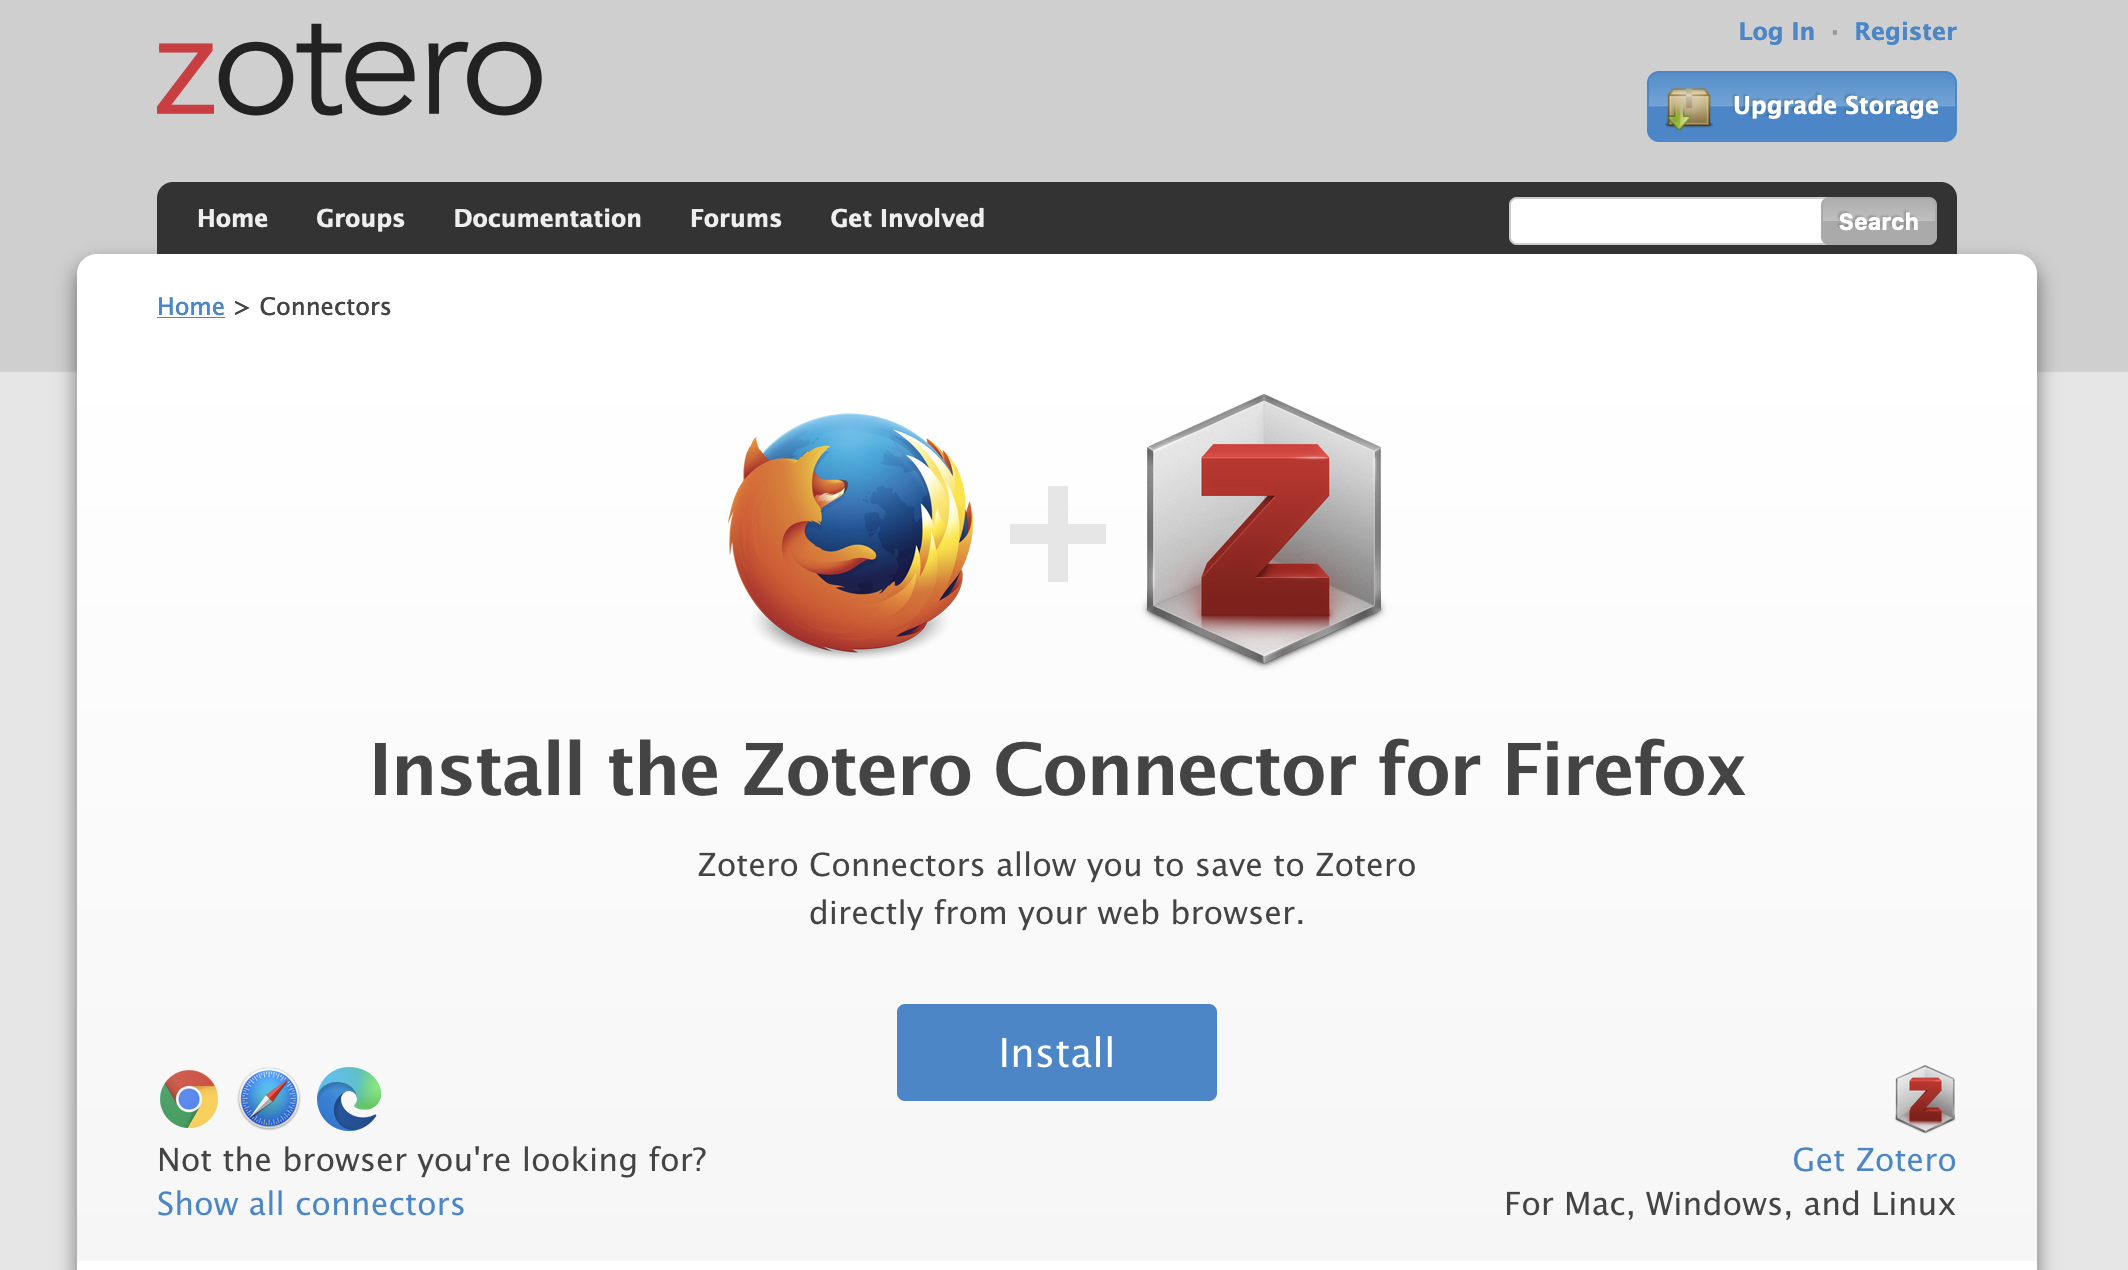 zotero
Log In · Register
Upgrade Storage
Home Groups Documentation Forums Get Involved Search
Home > Connectors
Z
Install the Zotero Connector for Firefox
Zotero Connectors allow you to save to Zotero
directly from your web browser.
Install
Z
Not the browser you're looking for?
Show all connectors
Get Zotero
For Mac, Windows, and Linux